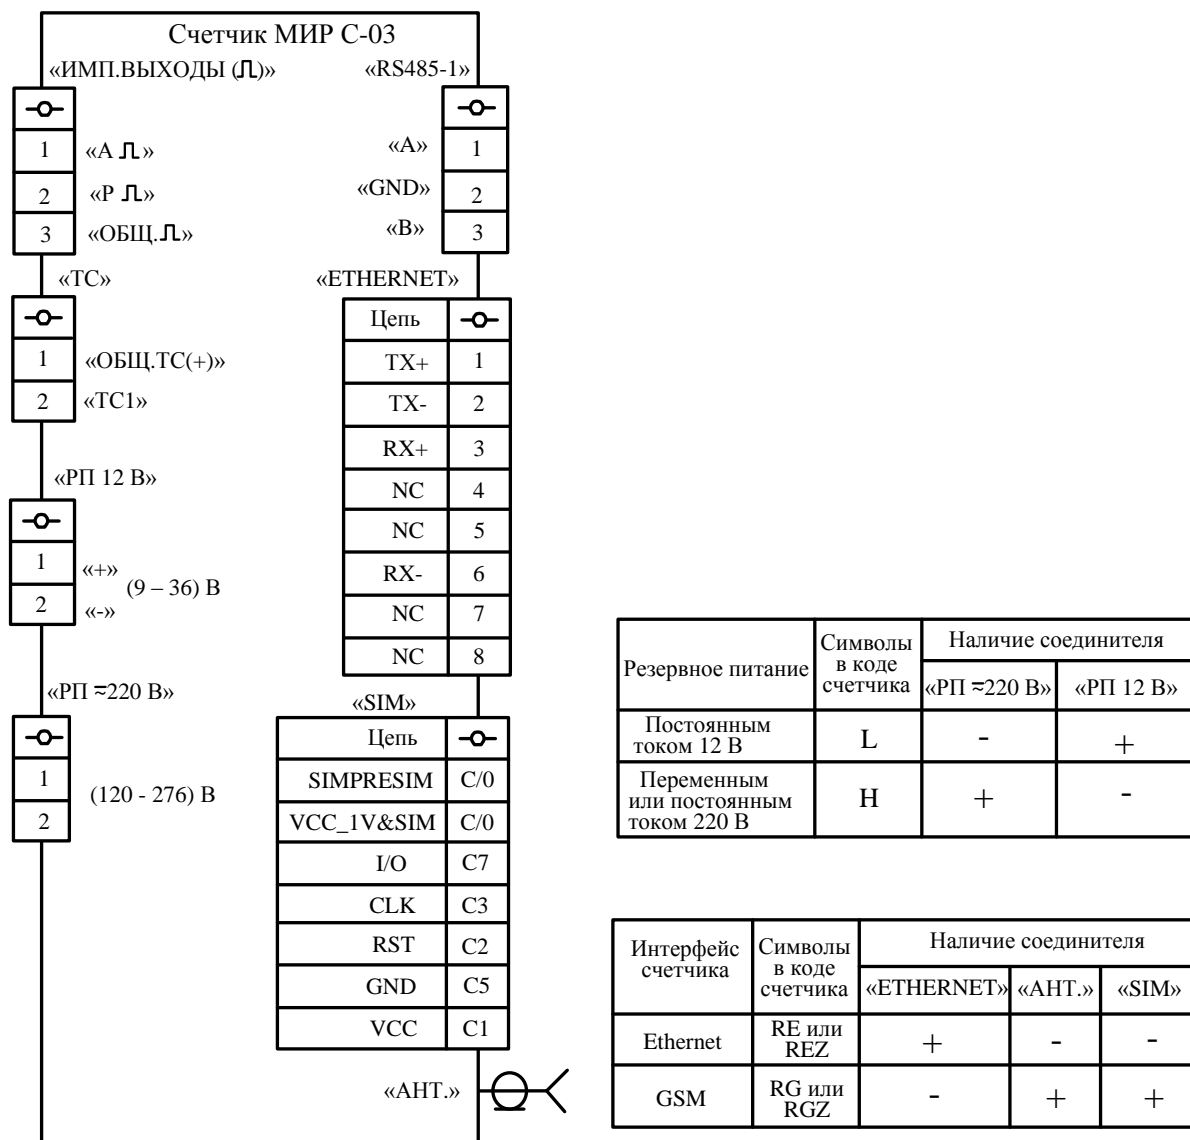 Счетчик МИР С-03
«ИМП.ВЫХОДЫ (⎍)»
1 «А ⎍»
2 «Р ⎍»
3 «ОБЩ.⎍»
«ТС»
1 «ОБЩ.ТС(+)»
2 «ТС1»
«РП 12 В»
1 «+»
2 «-»
(9 – 36) В
«РП ≂220 В»
1
2
(120 - 276) В
«RS485-1»
«А» 1
«GND» 2
«В» 3
«ETHERNET»
Цепь
TX+ 1
TX- 2
RX+ 3
NC 4
NC 5
RX- 6
NC 7
NC 8
«SIM»
Цепь
SIMPRESIM C/0
VCC_1V&SIM C/0
I/O C7
CLK C3
RST C2
GND C5
VCC C1
«АНТ.»
Резервное питание
Символы
в коде
счетчика
Наличие соединителя
«РП ≂220 В» «РП 12 В»
Постоянным
током 12 В
L - +
Переменным
или постоянным
током 220 В
H + -
Интерфейс
счетчика
Символы
в коде
счетчика
Наличие соединителя
«ETHERNET» «АНТ.» «SIM»
Ethernet
RE или
REZ
+ - -
GSM
RG или
RGZ
- + +